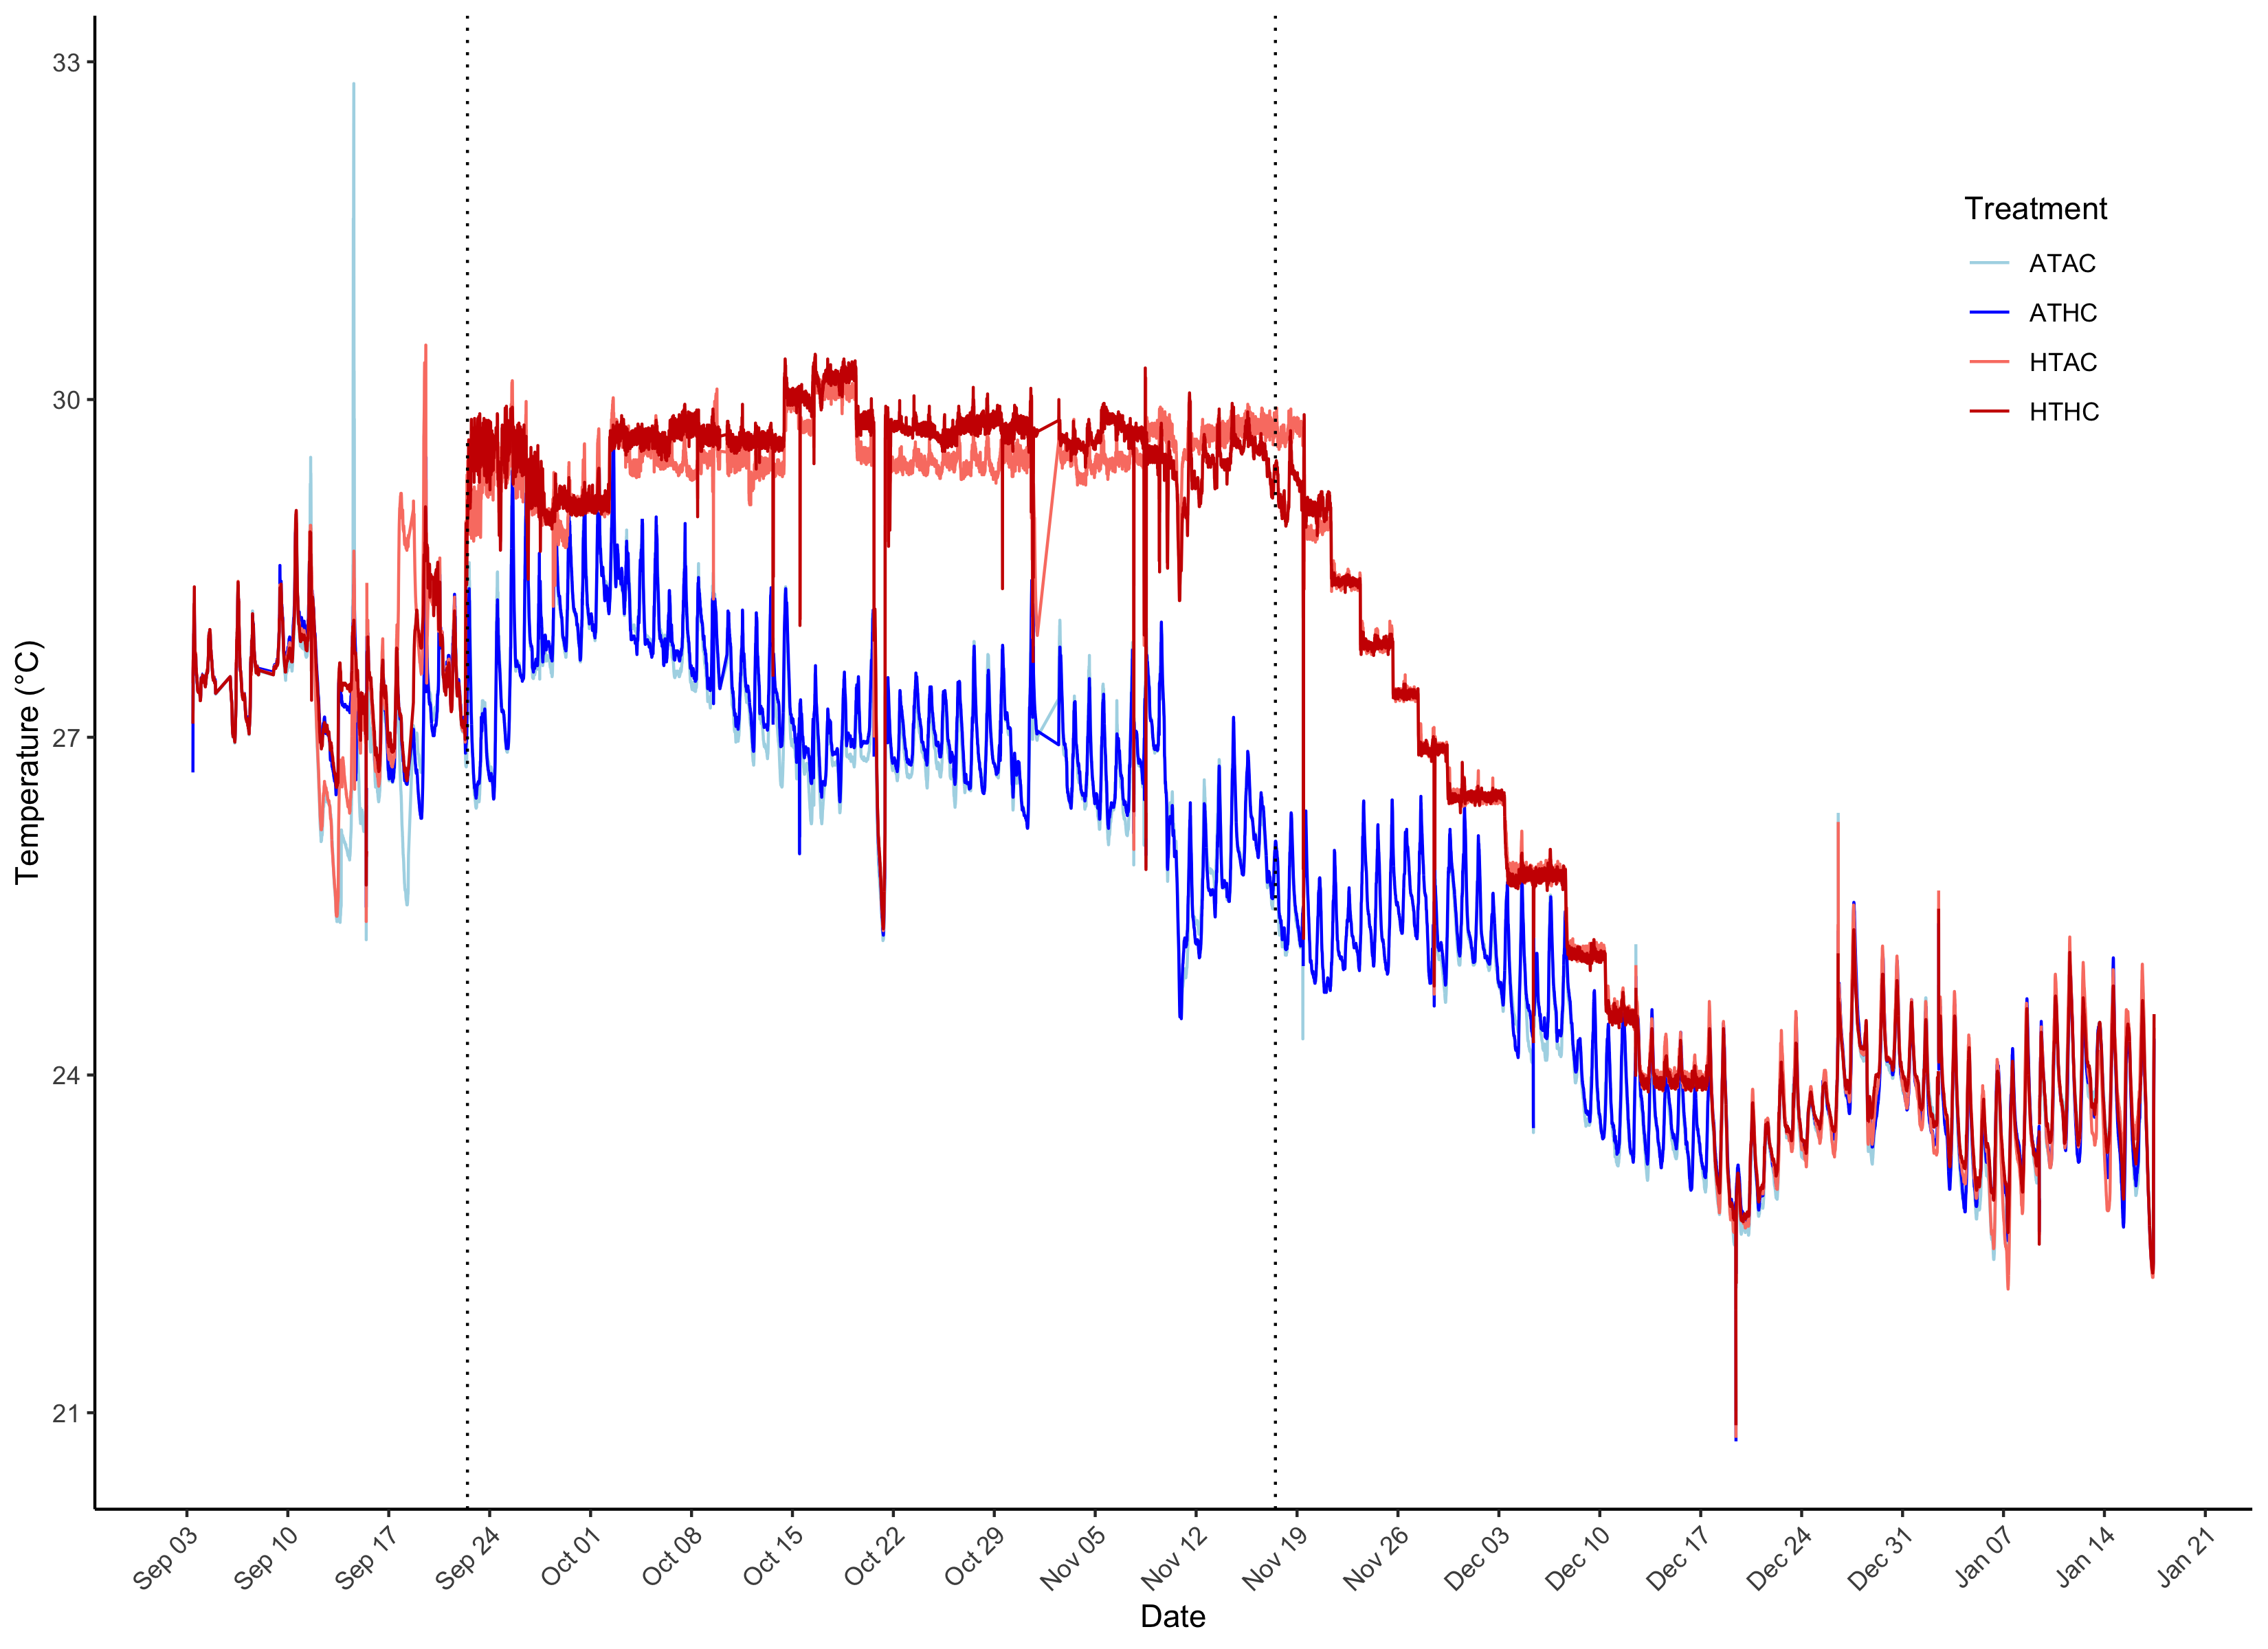 Treatment
ATAC
ATHC
HTAC
HTHC
Temperature (°C)
33
30
27
24
21
Sep 03
Sep 10
Sep 17
Sep 24
Oct 01
Oct 08
Oct 15
Oct 22
Oct 29
Nov 05
Nov 12
Nov 19
Nov 26
Dec 03
Dec 10
Dec 17
Dec 24
Dec 31
Jan 07
Jan 14
Jan 21
Date